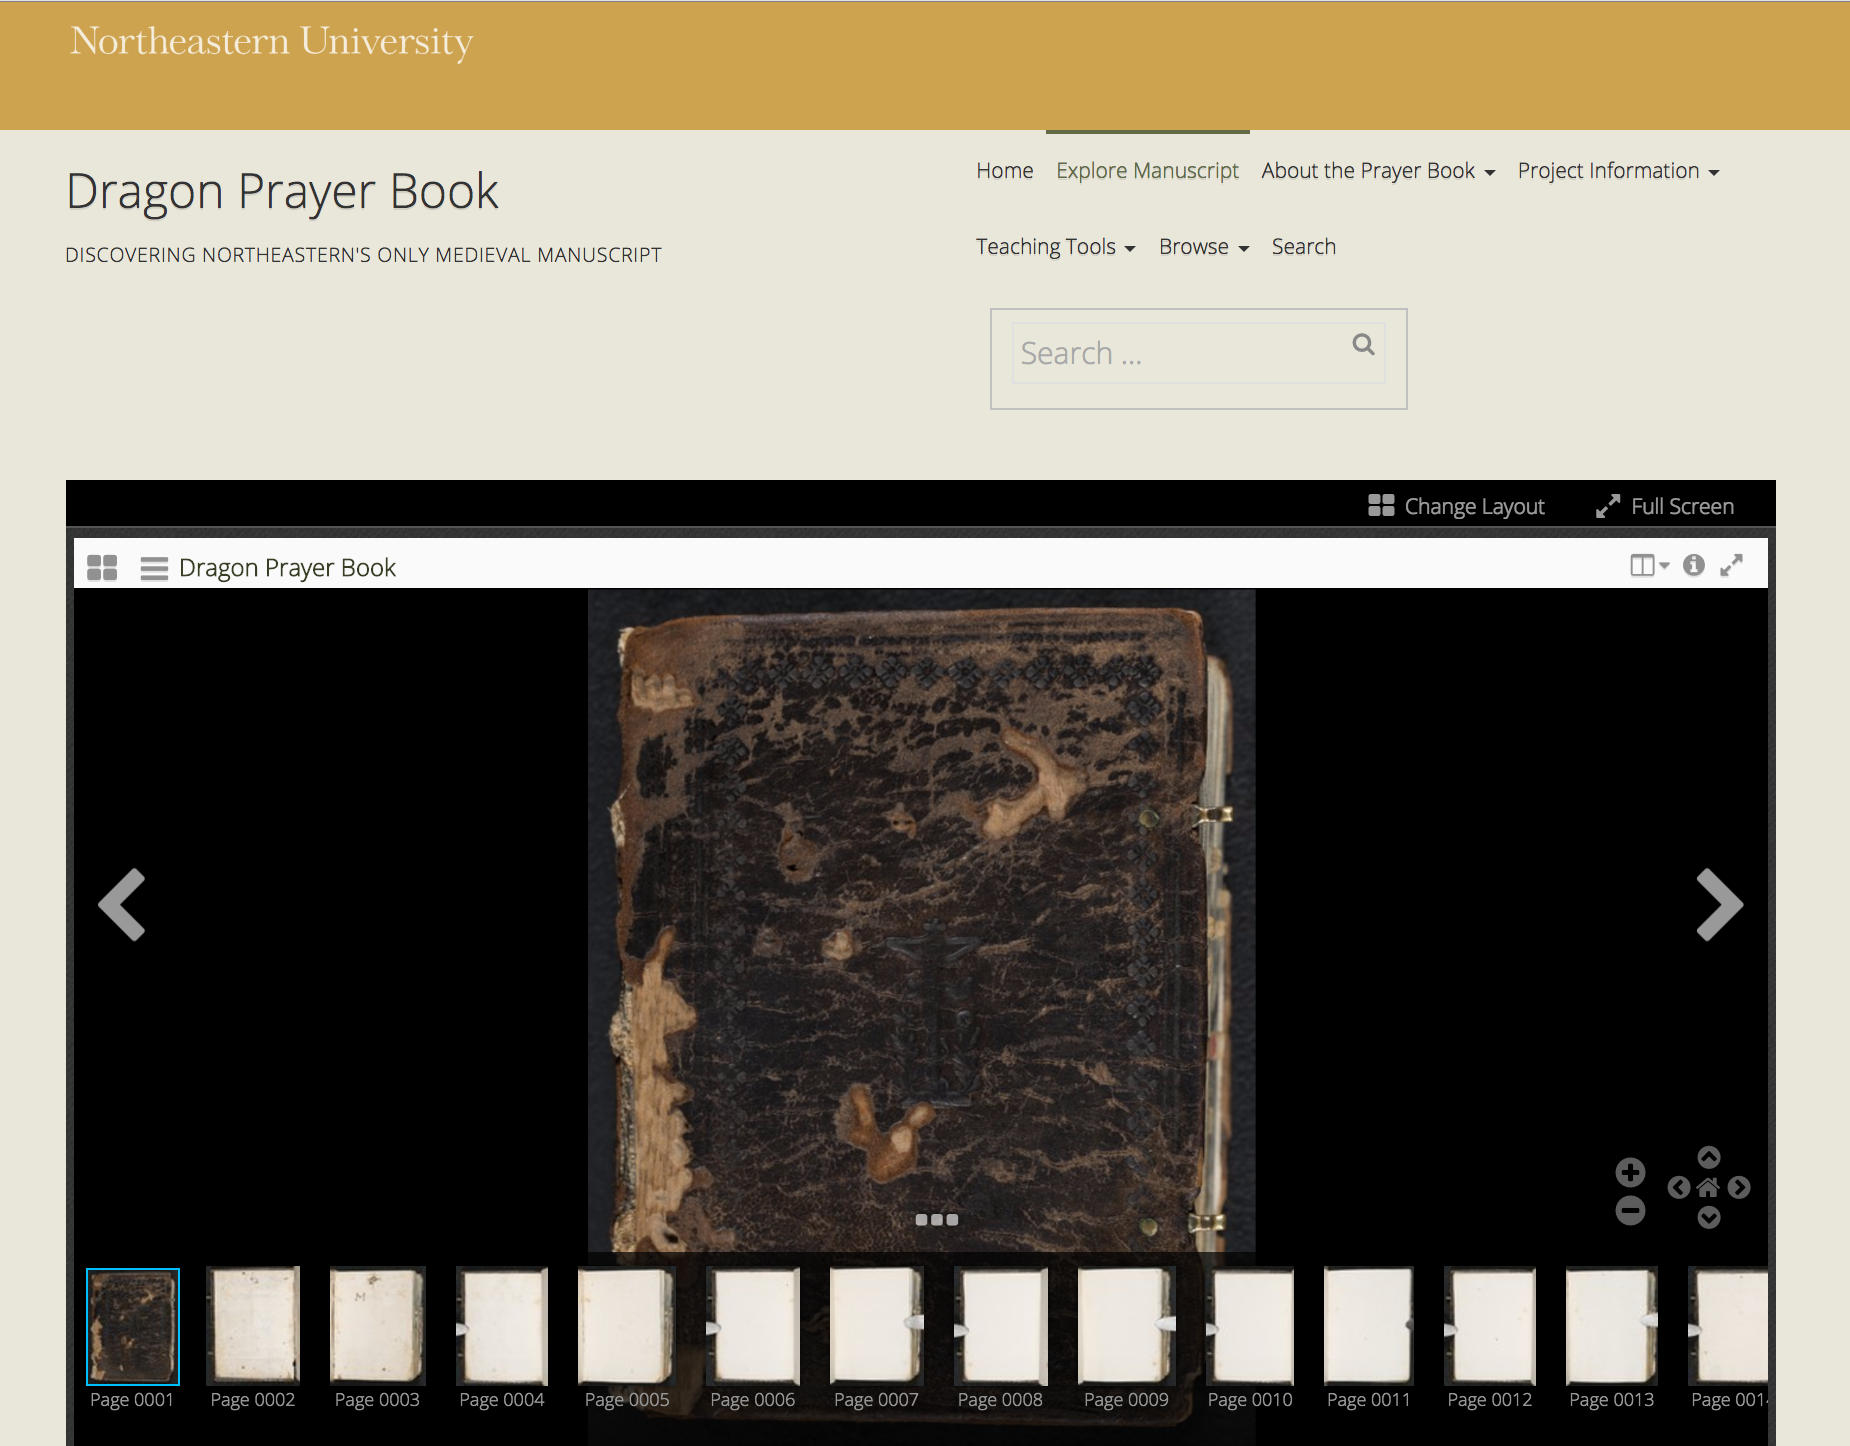 Northeastern University
Dragon Prayer Book
DISCOVERING NORTHEASTERN'S ONLY MEDIEVAL MANUSCRIPT
Home Explore Manuscript About the Prayer Book Project Information
Teaching Tools Browse Search
Search ...
Change Layout Full Screen
Dragon Prayer Book
M
Page 0001 Page 0002 Page 0003 Page 0004 Page 0005 Page 0006 Page 0007 Page 0008 Page 0009 Page 0010 Page 0011 Page 0012 Page 0013 Page 001